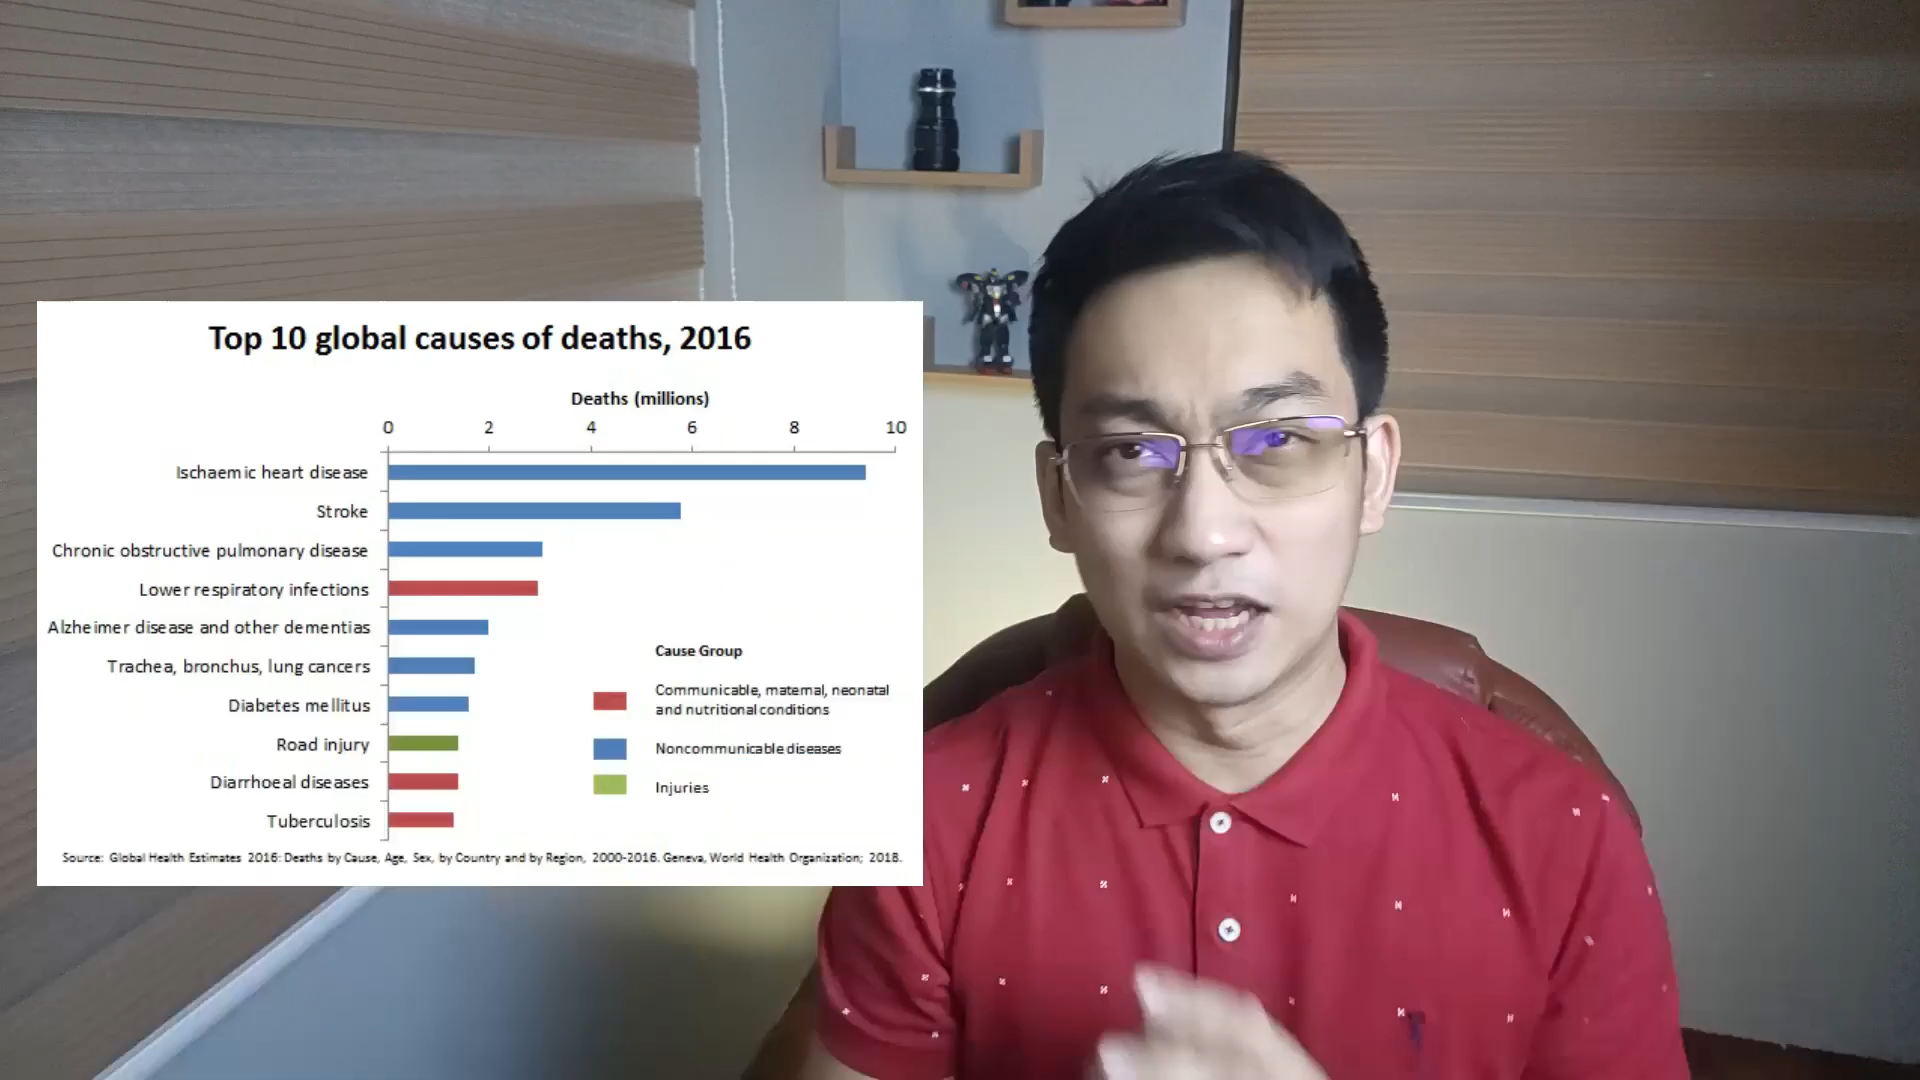 Top 10 global causes of deaths, 2016
Deaths (millions)
0 2 4 6 8 10
Ischaemic heart disease
Stroke
Chronic obstructive pulmonary disease
Lower respiratory infections
Alzheimer disease and other dementias
Trachea, bronchus, lung cancers
Diabetes mellitus
Road injury
Diarrhoeal diseases
Tuberculosis
Cause Group
Communicable, maternal, neonatal
and nutritional conditions
Noncommunicable diseases
Injuries
Source: Global Health Estimates 2016: Deaths by Cause, Age, Sex, by Country and by Region, 2000-2016. Geneva, World Health Organization; 2018.